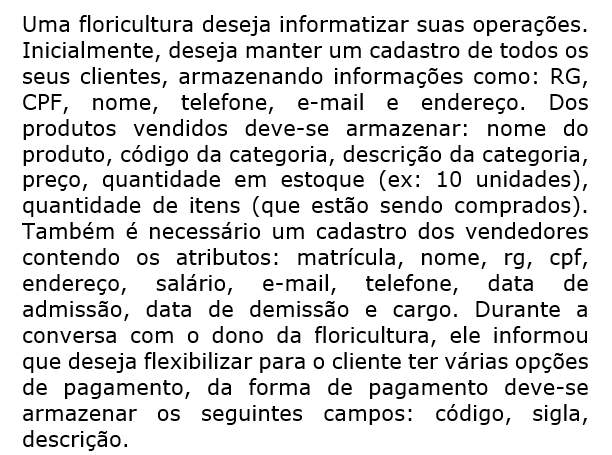 Uma floricultura deseja informatizar suas operações.
Inicialmente, deseja manter um cadastro de todos os
seus clientes, armazenando informações como: RG,
CPF, nome, telefone, e-mail e endereço. Dos
produtos vendidos deve-se armazenar: nome do
produto, código da categoria, descrição da categoria,
preço, quantidade em estoque (ex: 10 unidades),
quantidade de itens (que estão sendo comprados).
Também é necessário um cadastro dos vendedores
contendo os atributos: matrícula, nome, rg, cpf,
endereço, salário, e-mail, telefone, data de
admissão, data de demissão e cargo. Durante a
conversa com o dono da floricultura, ele informou
que deseja flexibilizar para o cliente ter várias opções
de pagamento, da forma de pagamento deve-se
armazenar os seguintes campos: código, sigla,
descrição.